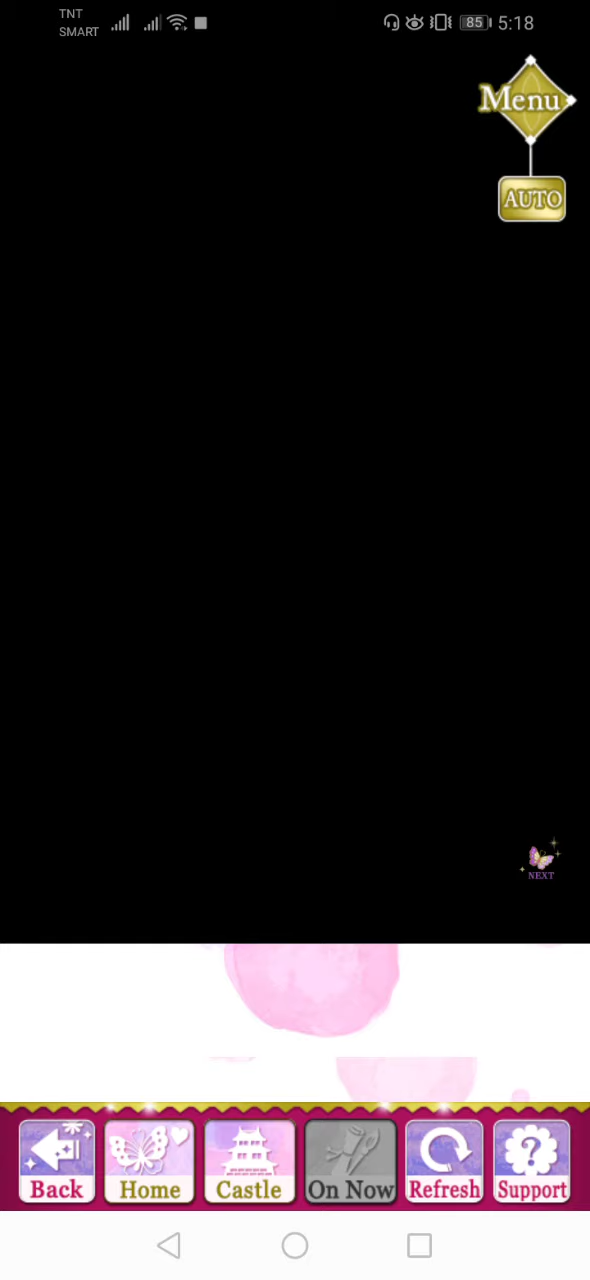 TNT
SMART
85 5:18
Menu
AUTO
NEXT
Back Home Castle On Now Refresh Support